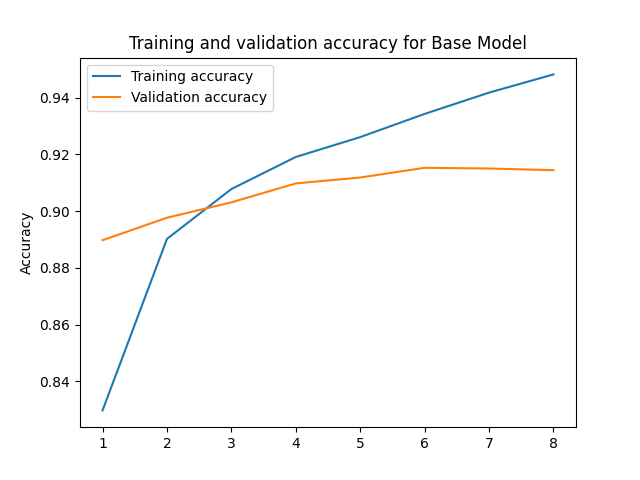 Training and validation accuracy for Base Model
Training accuracy
Validation accuracy
0.94
0.92
0.90
0.88
0.86
0.84
Accuracy
1 2 3 4 5 6 7 8